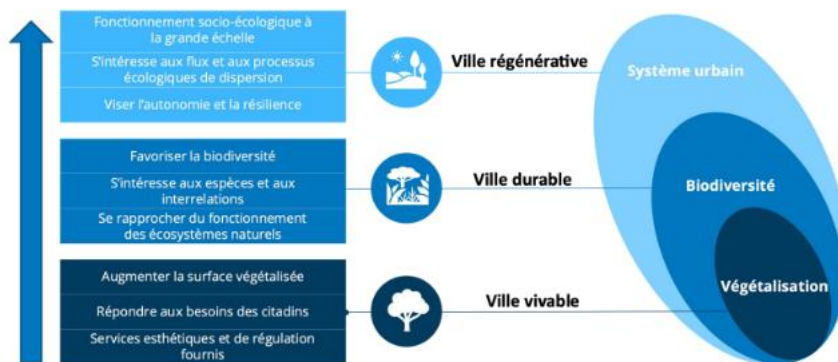 Fonctionnement socio-écologique à
la grande échelle
S'intéresse aux flux et aux processus
écologiques de dispersion
Viser l'autonomie et la résilience
Ville régénérative
Système urbain
Favoriser la biodiversité
S'intéresse aux espèces et aux
interrelations
Se rapprocher du fonctionnement
des écosystèmes naturels
Ville durable
Biodiversité
Augmenter la surface végétalisée
Répondre aux besoins des citadins
Services esthétiques et de régulation
fournis
Ville vivable
Végétalisation